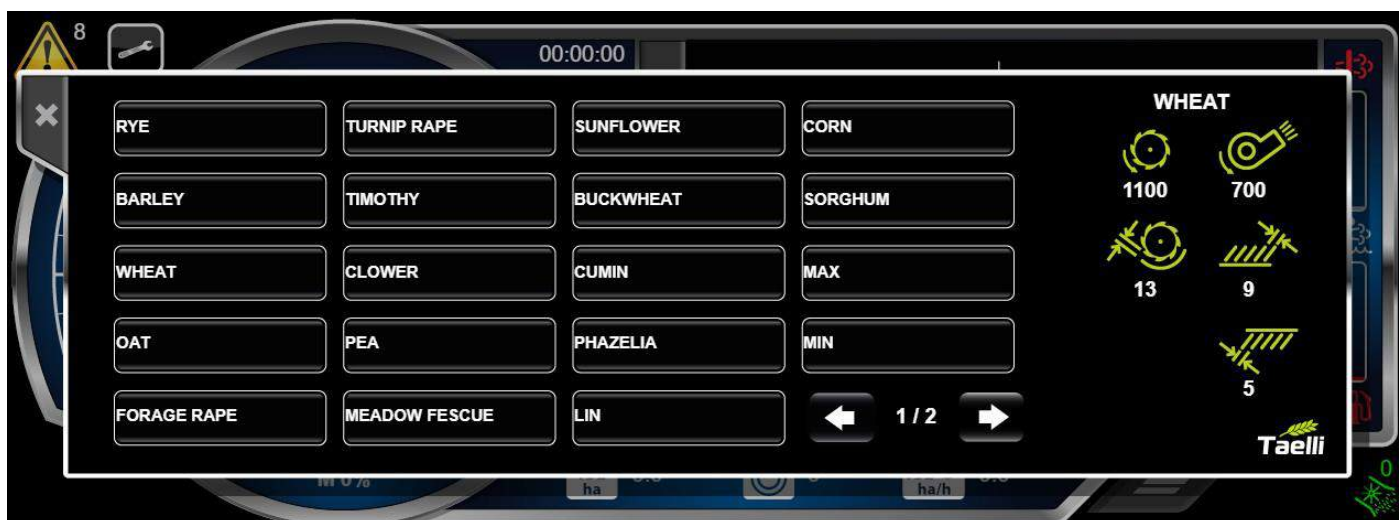 8
00:00:00
WHEAT
RYE TURNIP RAPE SUNFLOWER CORN
1100 700
BARLEY TIMOTHY BUCKWHEAT SORGHUM
WHEAT CLOWER CUMIN MAX
13 9
OAT PEA PHAZELIA MIN
5
FORAGE RAPE MEADOW FESCUE LIN 1 / 2
Taelli
0
ha ha/h